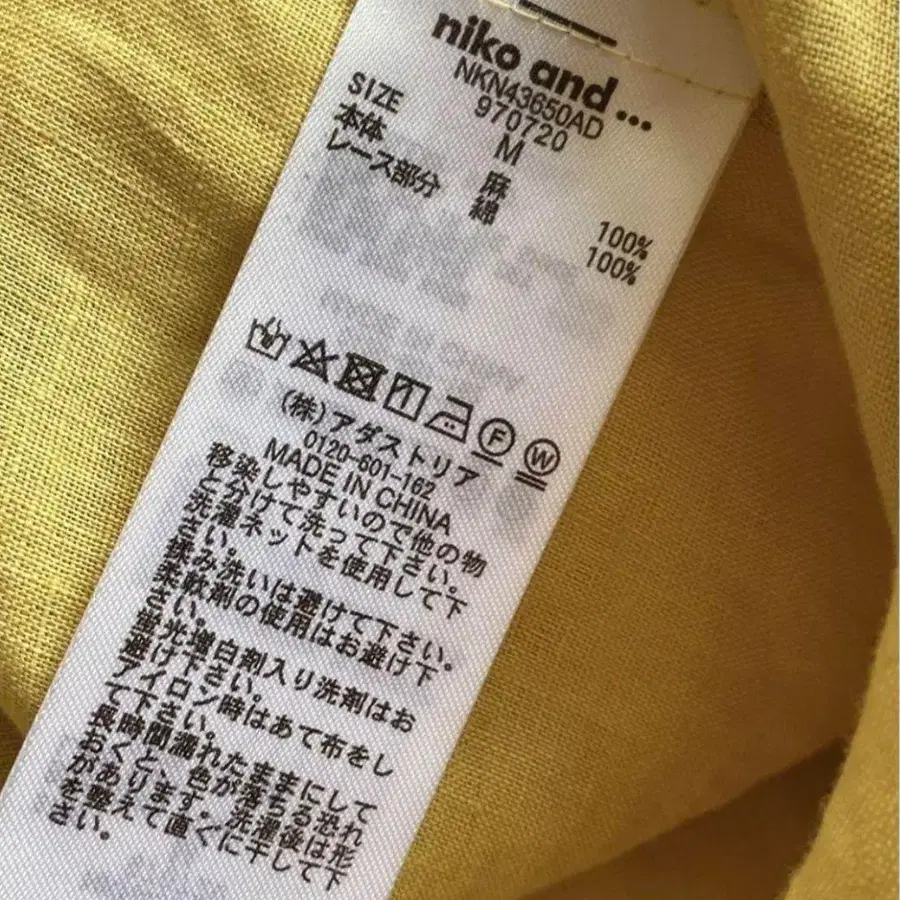 niko and ...
NKN43650AD
970720
SIZE M
本体 麻 100%
レース部分 綿 100%
F W
(株)アダストリア
0120-601-162
MADE IN CHINA
移染しやすいので他の物
と分けて洗って下さい。
洗濯ネットを使用して下
さい。
揉み洗いは避けて下さい。
柔軟剤の使用はお避け下
さい。
蛍光増白剤入り洗剤はお
避け下さい。
アイロン時はあて布をし
て下さい。
長時間濡れたままにして
おくと、色が落ちる恐れ
があります。洗濯後は形
を整えて直ぐに干して下
さい。